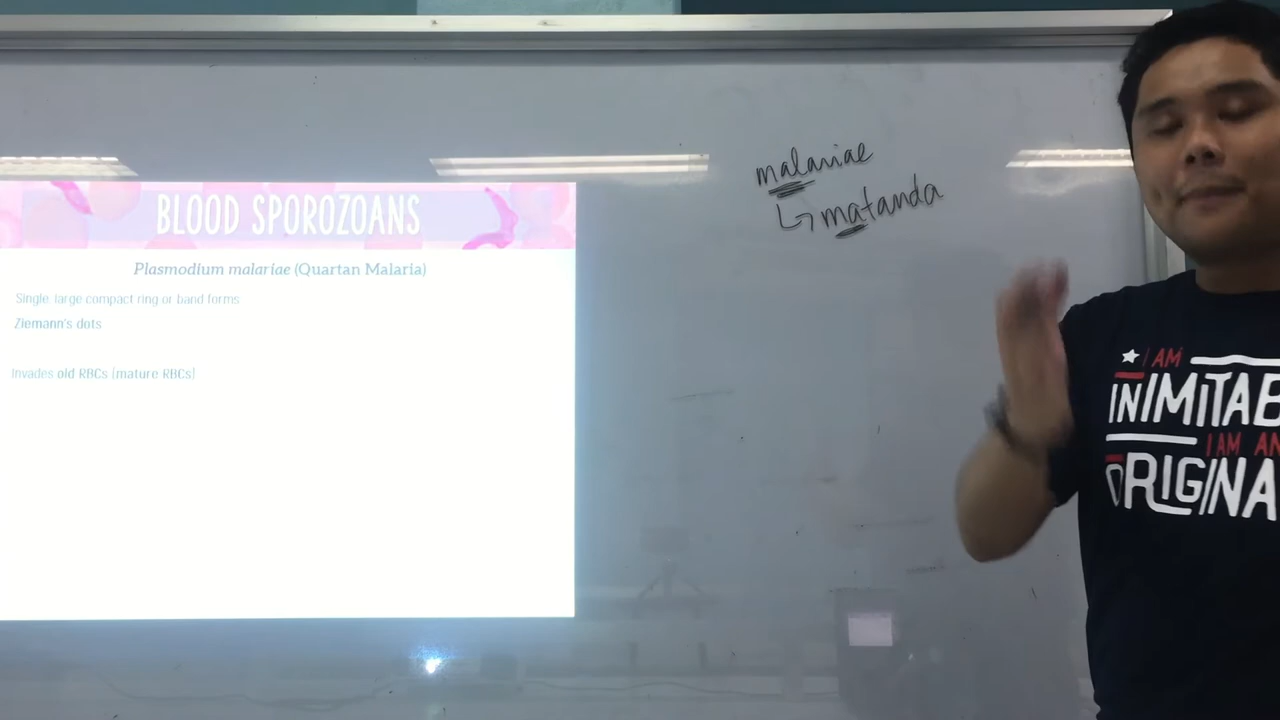 BLOOD SPOROZOANS
Plasmodium malariae (Quartan Malaria)
Single, large compact ring or band forms
Ziemann's dots
Invades old RBCs (mature RBCs)
malariae
↳ matanda
I AM
INIMITAB
I AM AN
ORIGINA